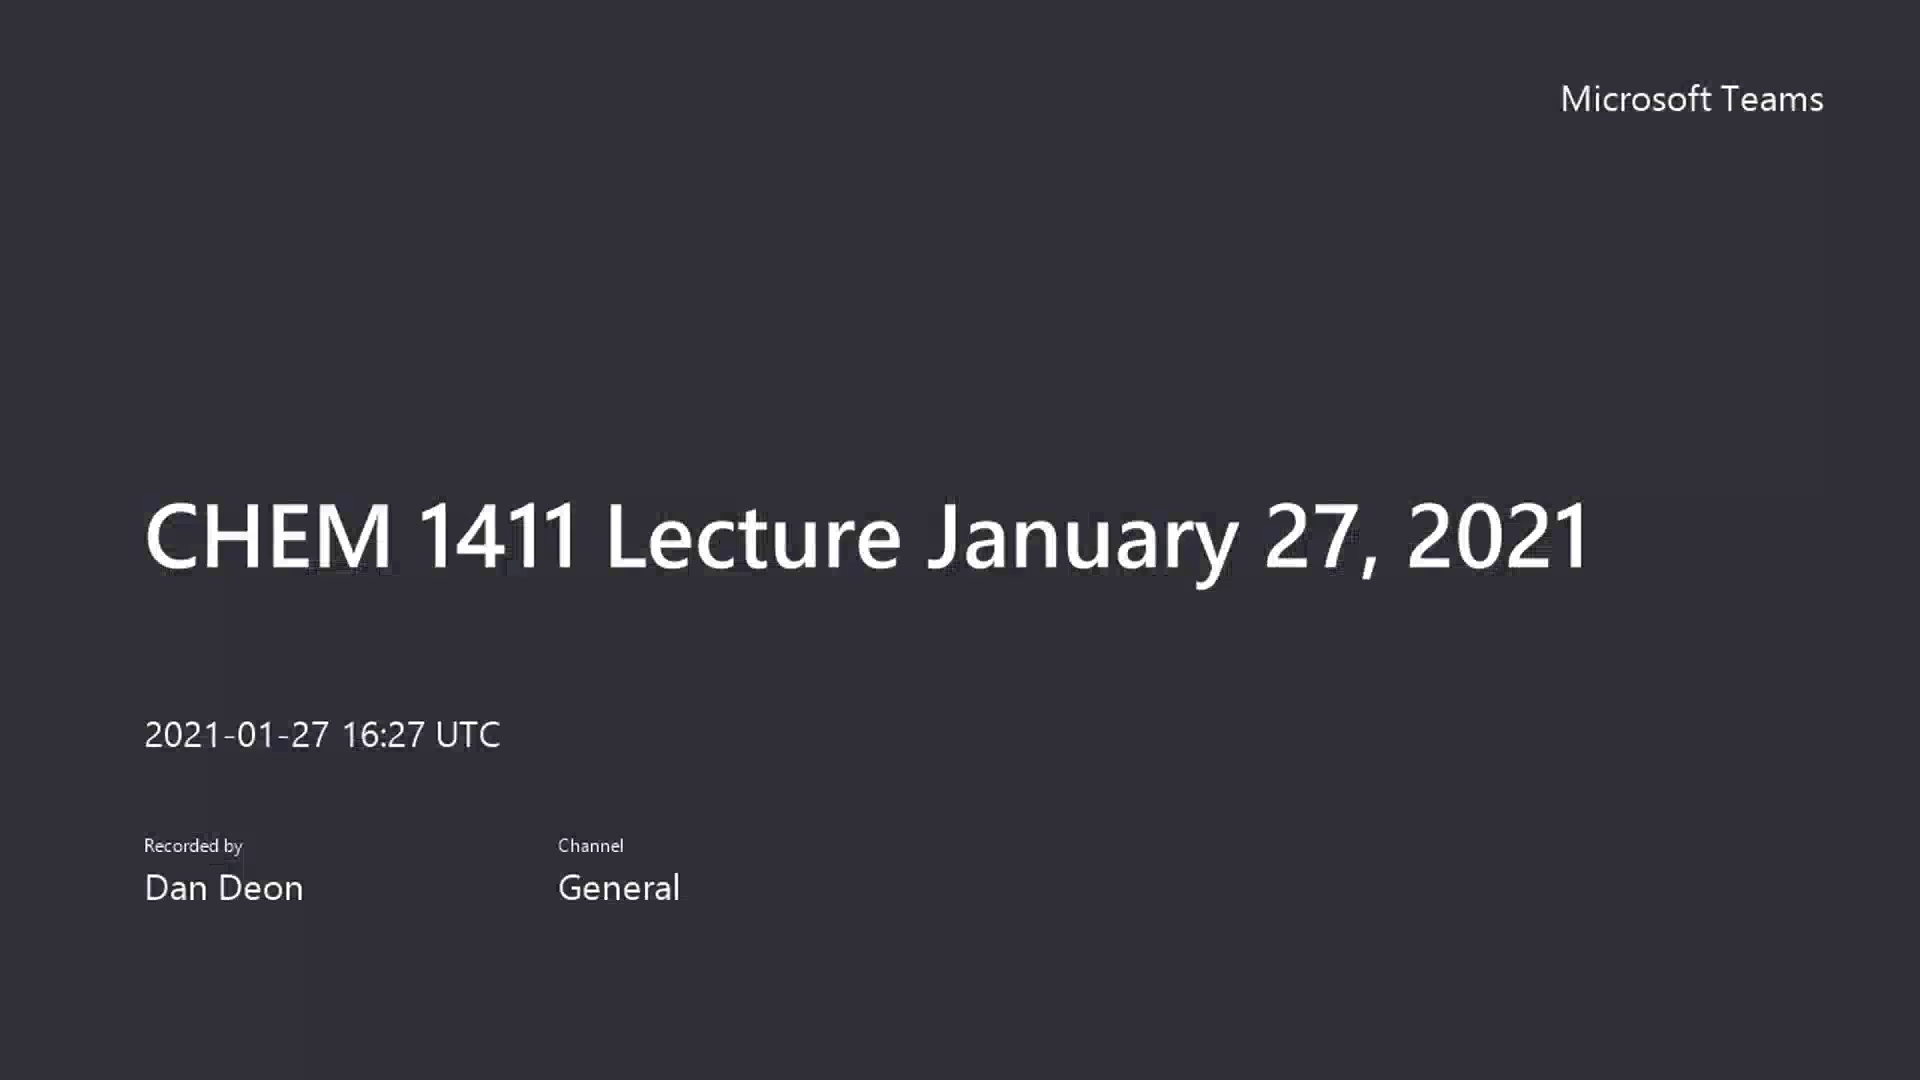 Microsoft Teams
CHEM 1411 Lecture January 27, 2021
2021-01-27 16:27 UTC
Recorded by
Dan Deon
Channel
General